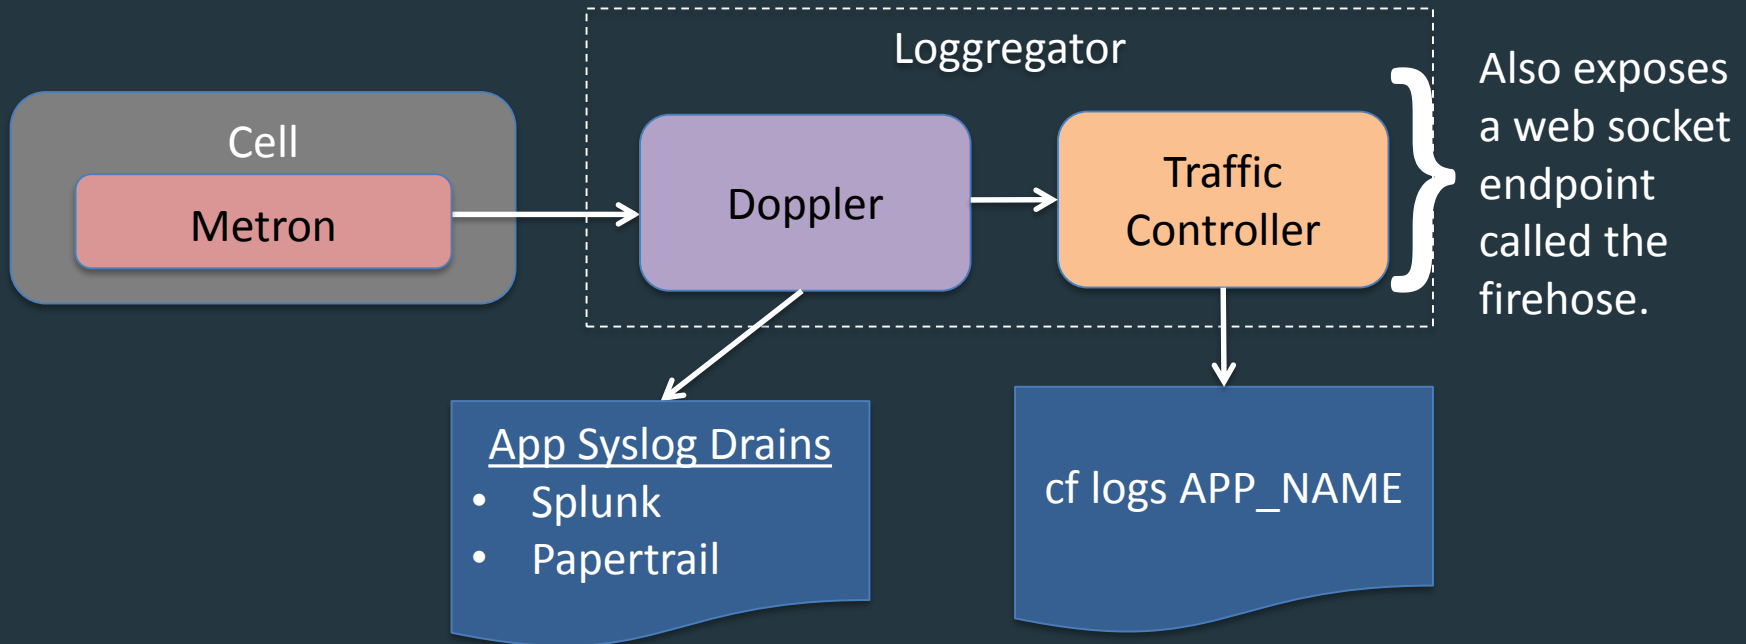 Loggregator
Cell
Metron
Doppler
Traffic
Controller
}
Also exposes
a web socket
endpoint
called the
firehose.
App Syslog Drains
• Splunk
• Papertrail
cf logs APP_NAME